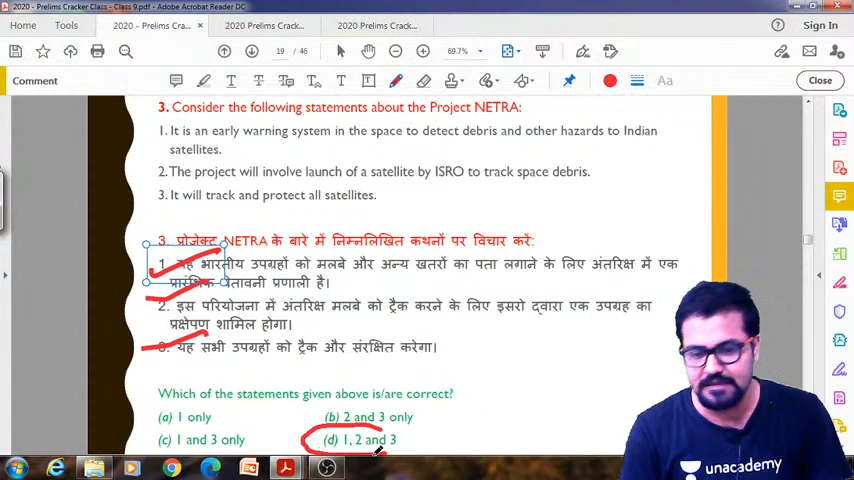 2020 - Prelims Cracker Class - Class 9.pdf - Adobe Acrobat Reader DC
Home Tools 2020 - Prelims Cra... × 2020 - Prelims Crack... 2020 - Prelims Crack... Sign In
19 / 46 69.7%
Comment Aa Close
3. Consider the following statements about the Project NETRA:
1. It is an early warning system in the space to detect debris and other hazards to Indian
satellites.
2. The project will involve launch of a satellite by ISRO to track space debris.
3. It will track and protect all satellites.
3. प्रोजेक्ट NETRA के बारे में निम्नलिखित कथनों पर विचार करें:
1. यह भारतीय उपग्रहों को मलबे और अन्य खतरों का पता लगाने के लिए अंतरिक्ष में एक
प्रारंभिक चेतावनी प्रणाली है।
2. इस परियोजना में अंतरिक्ष मलबे को ट्रैक करने के लिए इसरो द्वारा एक उपग्रह का
प्रक्षेपण शामिल होगा।
3. यह सभी उपग्रहों को ट्रैक और संरक्षित करेगा।
Which of the statements given above is/are correct?
(a) 1 only (b) 2 and 3 only
(c) 1 and 3 only (d) 1, 2 and 3
unacademy